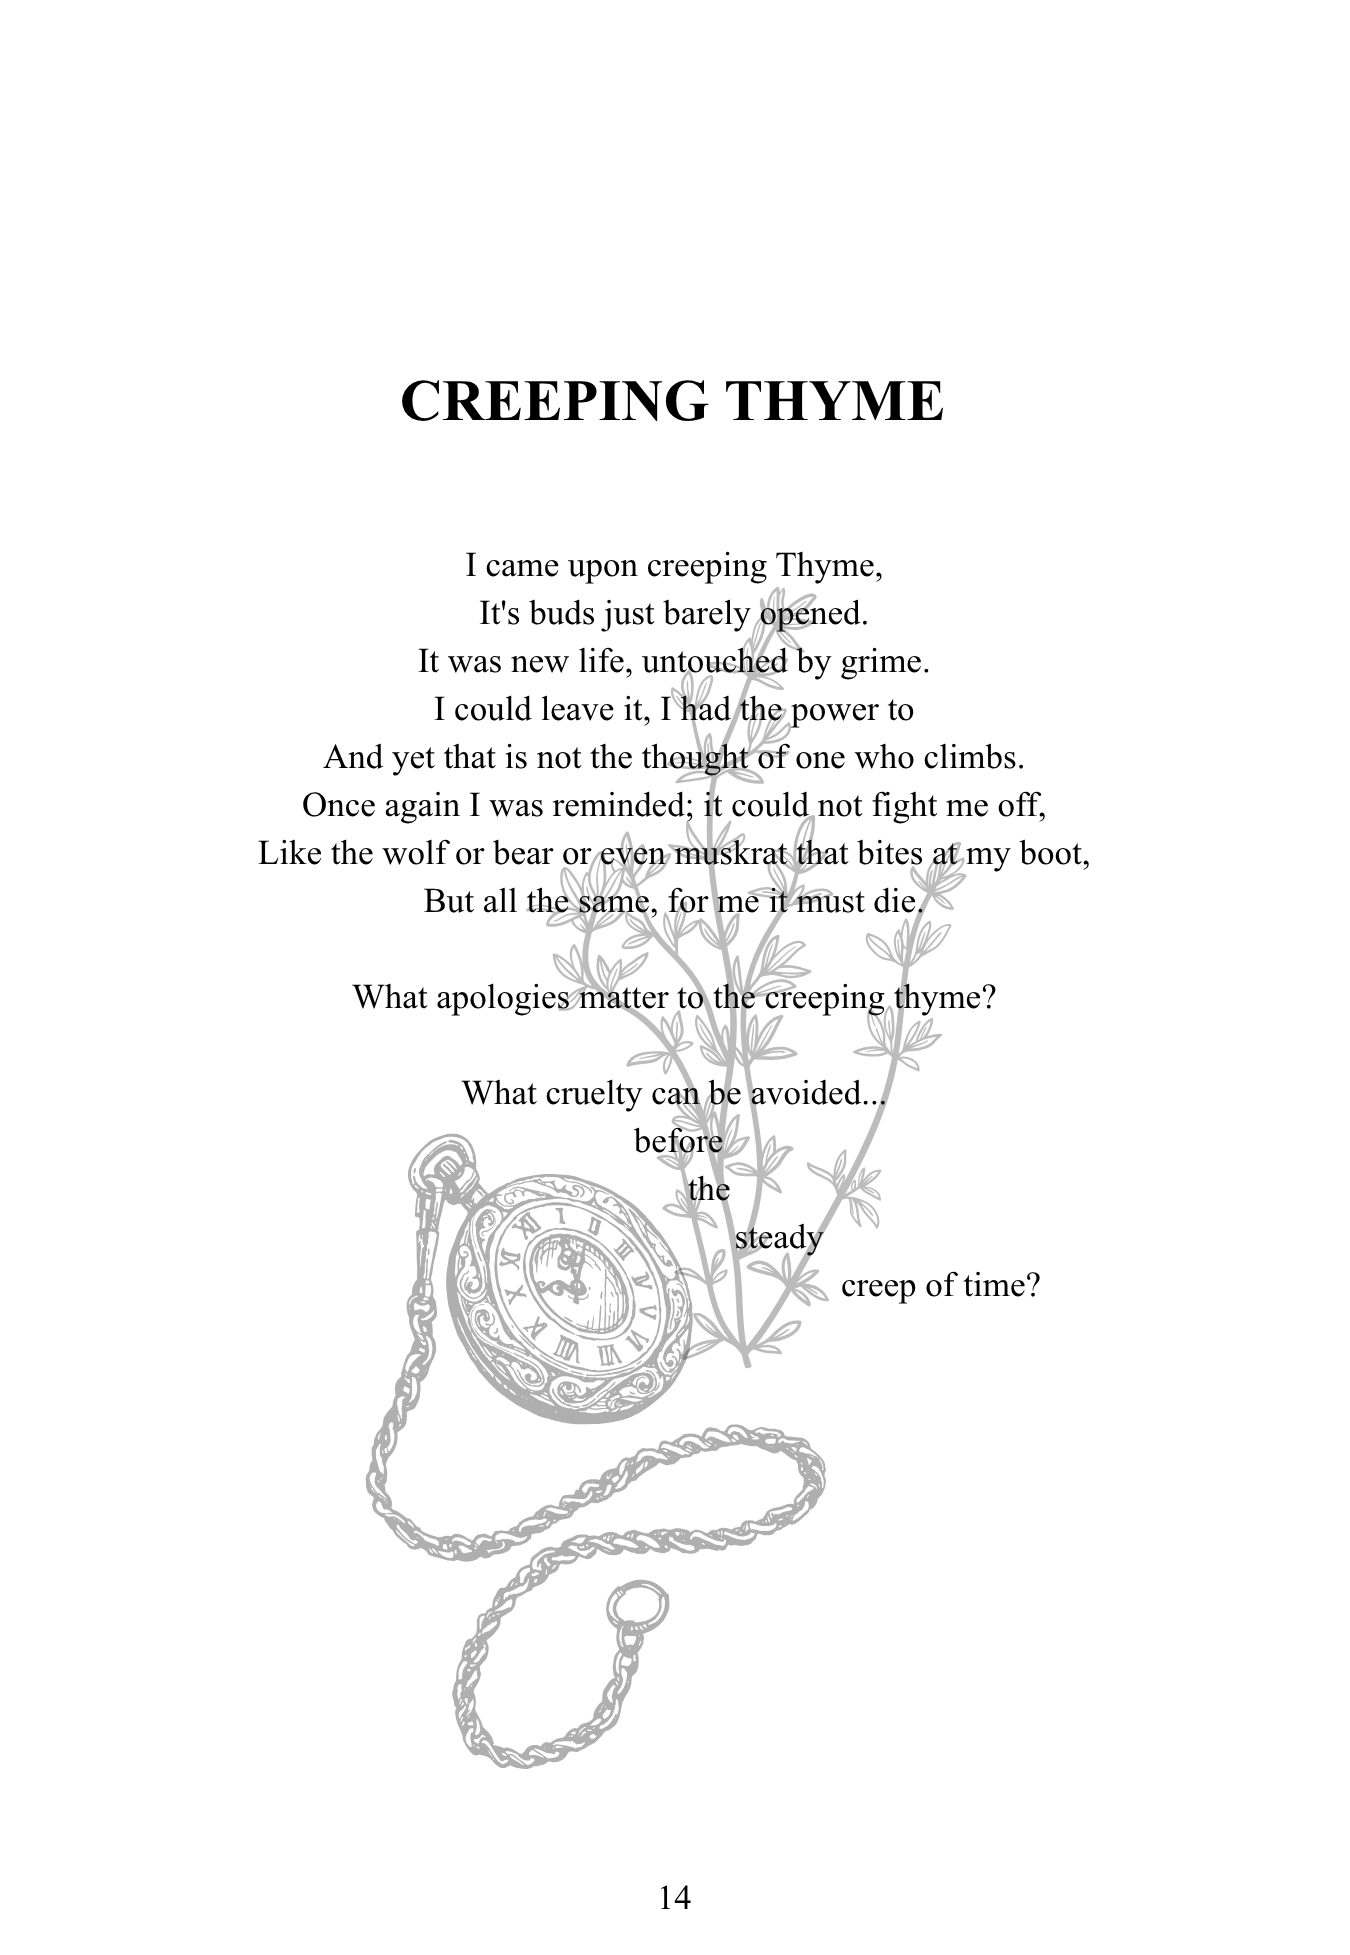 CREEPING THYME
I came upon creeping Thyme,
It's buds just barely opened.
It was new life, untouched by grime.
I could leave it, I had the power to
And yet that is not the thought of one who climbs.
Once again I was reminded; it could not fight me off,
Like the wolf or bear or even muskrat that bites at my boot,
But all the same, for me it must die.
What apologies matter to the creeping thyme?
What cruelty can be avoided...
before
the
steady
creep of time?
14